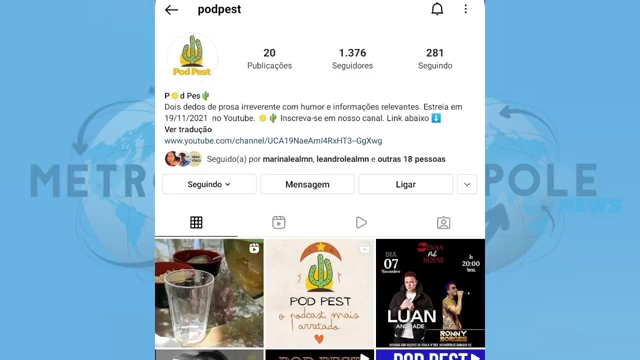 podpest
20 1.376 281
Publicações Seguidores Seguindo
Pod Pest
P☀️d Pes🌵
Dois dedos de prosa irreverente com humor e informações relevantes. Estreia em
19/11/2021 no Youtube. ☀️🌵 Inscreva-se em nosso canal. Link abaixo ⬇️
Ver tradução
www.youtube.com/channel/UCA19NaeAmI4RxHT3--GgXwg
Seguido(a) por marinalealmn, leandrolealmn e outras 18 pessoas
METRO POLE
NEWS
Seguindo Mensagem Ligar
POD PEST
o podcast mais
arretado
DIA
07
Novembro
HOUSE
às
20:00
LUAN
ANDRADE
RONNY
BORGES
POD PEST
POD PEST